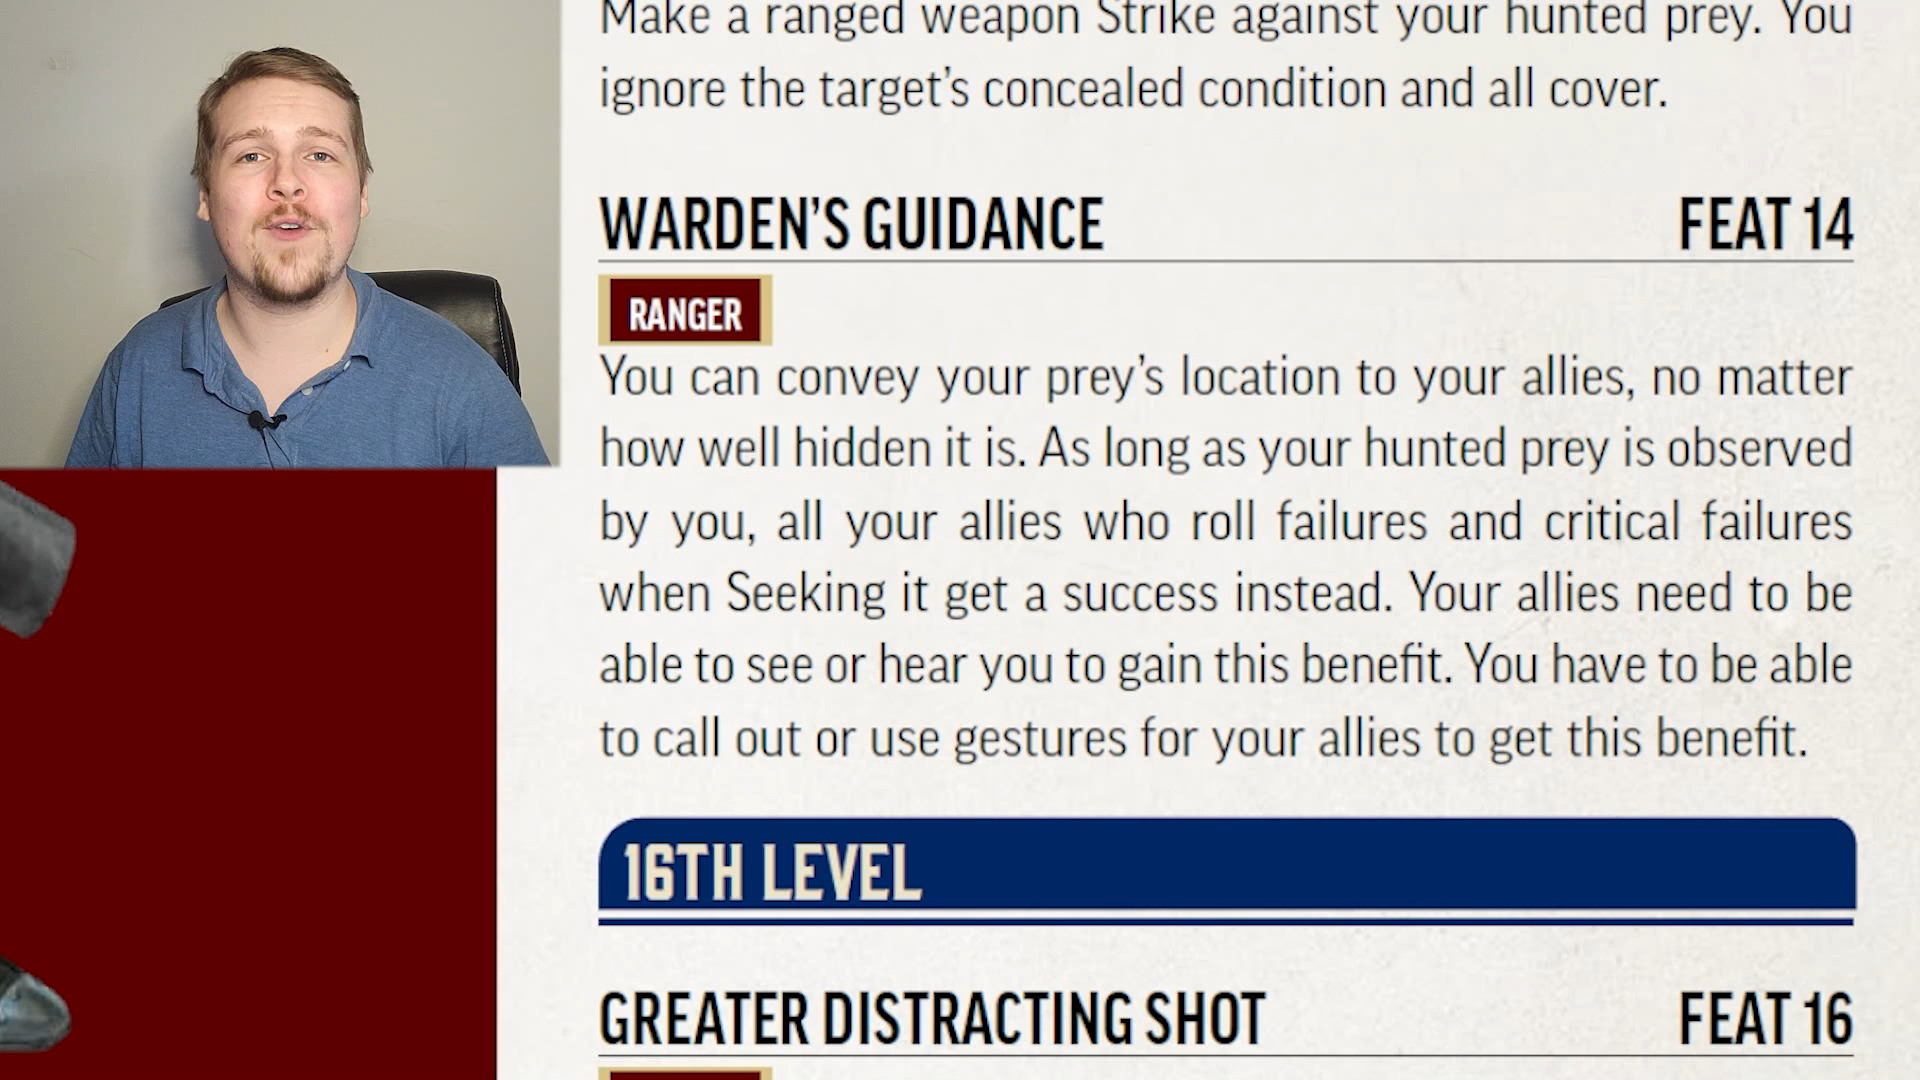 Make a ranged weapon Strike against your hunted prey. You
ignore the target's concealed condition and all cover.
WARDEN'S GUIDANCE FEAT 14
RANGER
You can convey your prey's location to your allies, no matter
how well hidden it is. As long as your hunted prey is observed
by you, all your allies who roll failures and critical failures
when Seeking it get a success instead. Your allies need to be
able to see or hear you to gain this benefit. You have to be able
to call out or use gestures for your allies to get this benefit.
16TH LEVEL
GREATER DISTRACTING SHOT FEAT 16